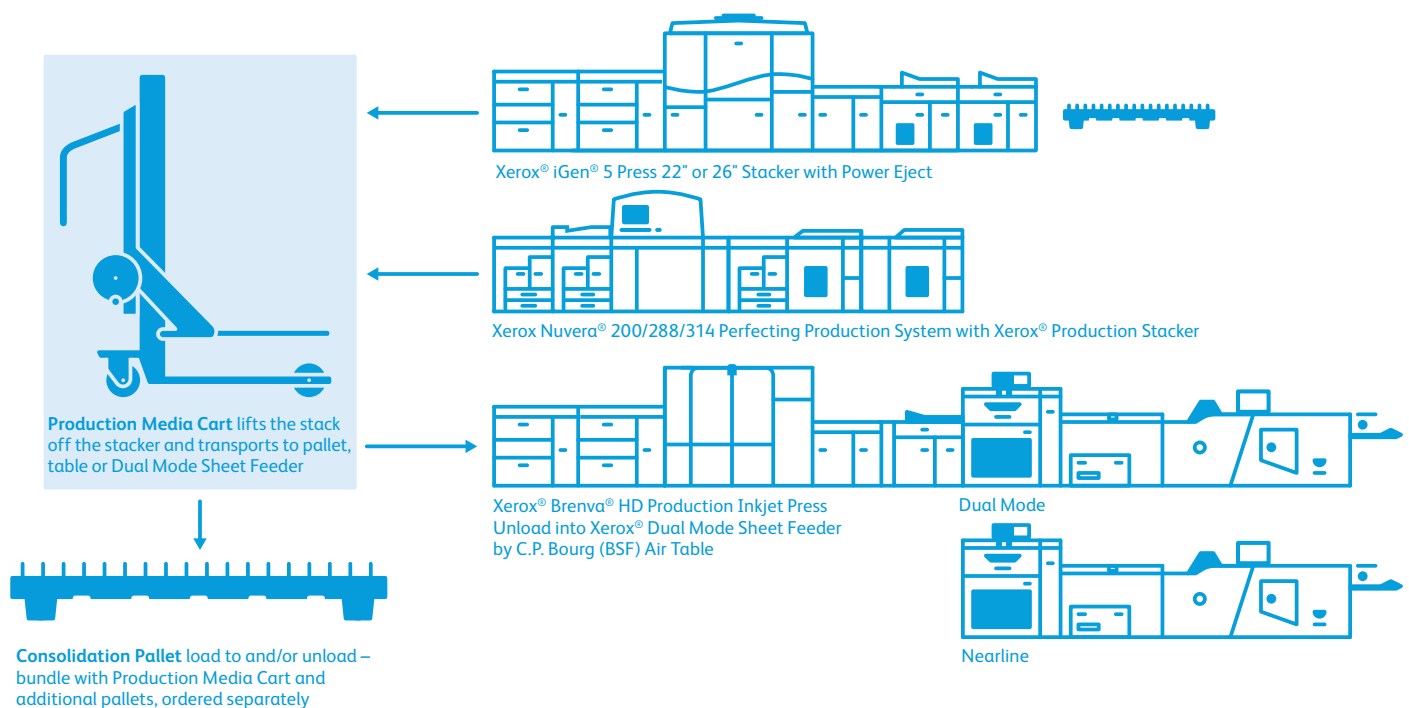 Xerox® iGen® 5 Press 22" or 26" Stacker with Power Eject
Xerox Nuvera® 200/288/314 Perfecting Production System with Xerox® Production Stacker
Production Media Cart lifts the stack
off the stacker and transports to pallet,
table or Dual Mode Sheet Feeder
Xerox® Brenva® HD Production Inkjet Press
Unload into Xerox® Dual Mode Sheet Feeder
by C.P. Bourg (BSF) Air Table
Dual Mode
Nearline
Consolidation Pallet load to and/or unload –
bundle with Production Media Cart and
additional pallets, ordered separately